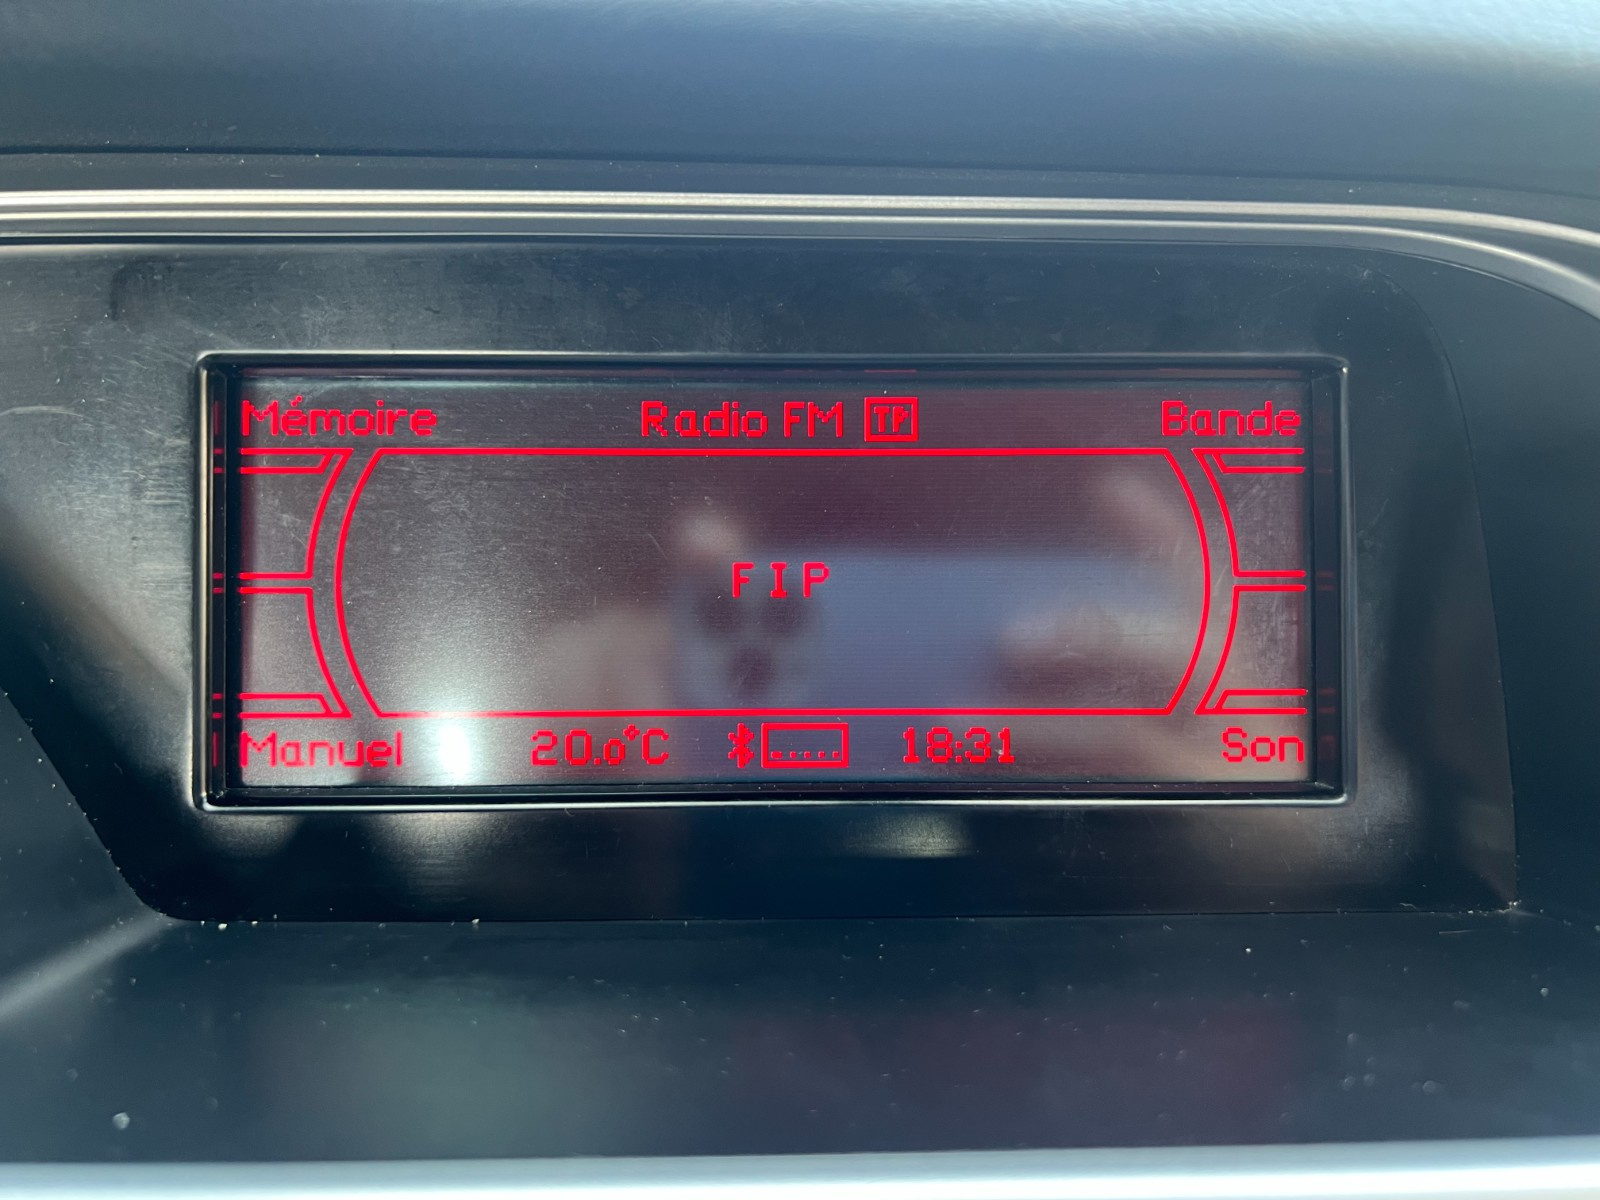 Mémoire Radio FM TP Bande
FIP
Manuel 20.0°C 18:31 Son